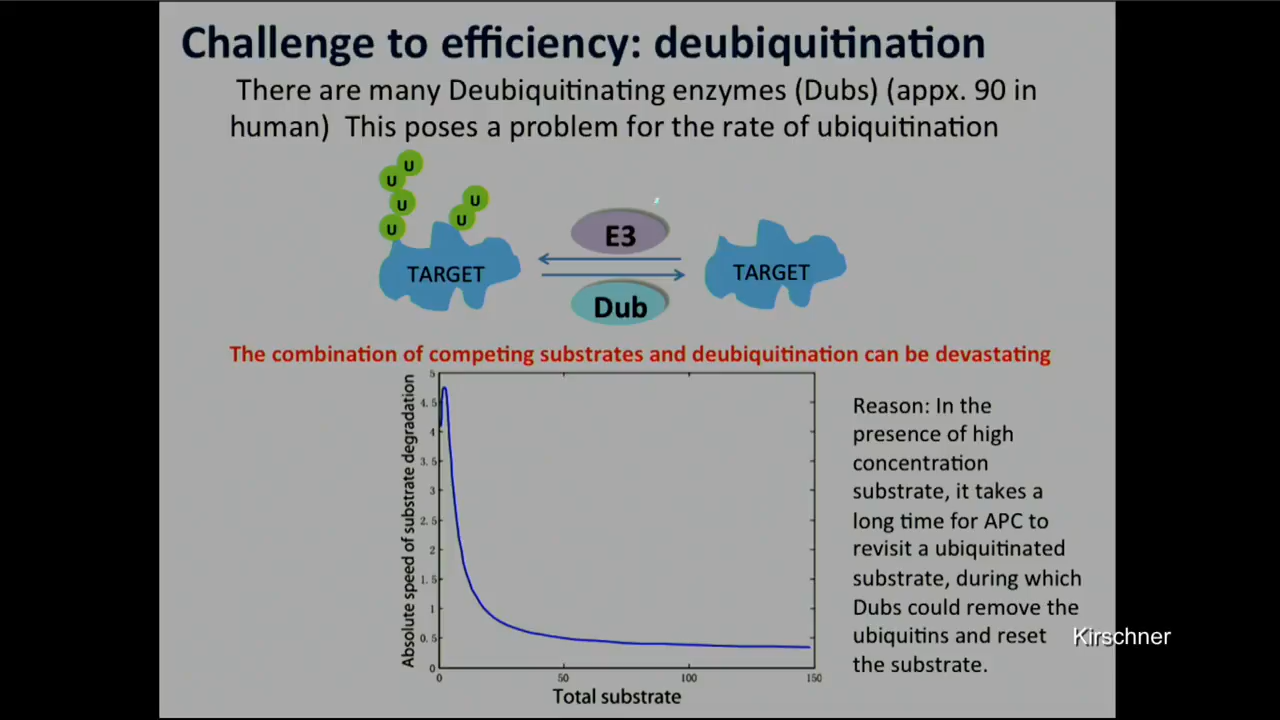 Challenge to efficiency: deubiquitination
There are many Deubiquitinating enzymes (Dubs) (appx. 90 in
human) This poses a problem for the rate of ubiquitination
U
U
U
U
U
U
E3
TARGET
TARGET
Dub
The combination of competing substrates and deubiquitination can be devastating
Absolute speed of substrate degradation
5
4.5
4
3.5
3
2.5
2
1.5
1
0.5
0
0
50
100
150
Total substrate
Reason: In the
presence of high
concentration
substrate, it takes a
long time for APC to
revisit a ubiquitinated
substrate, during which
Dubs could remove the
ubiquitins and reset
the substrate.
Kirschner